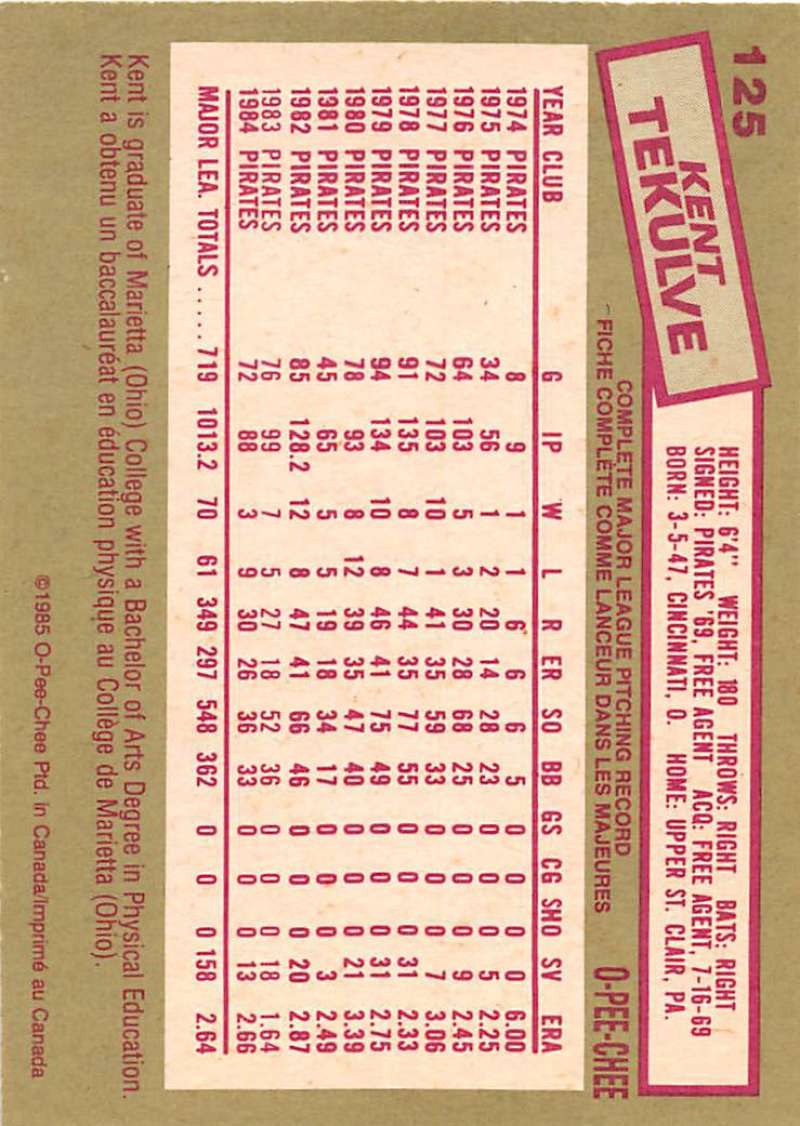 125
KENT
TEKULVE
HEIGHT: 6'4" WEIGHT: 180 THROWS: RIGHT BATS: RIGHT
SIGNED: PIRATES '69, FREE AGENT ACQ: FREE AGENT, 7-16-69
BORN: 3-5-47, CINCINNATI, O. HOME: UPPER ST. CLAIR, PA.
COMPLETE MAJOR LEAGUE PITCHING RECORD
FICHE COMPLÈTE COMME LANCEUR DANS LES MAJEURES
O-PEE-CHEE
YEAR CLUB G IP W L R ER SO BB GS CG SHO SV ERA
1974 PIRATES 8 9 1 1 6 6 6 5 0 0 0 0 6.00
1975 PIRATES 34 56 1 2 20 14 28 23 0 0 0 5 2.25
1976 PIRATES 64 103 5 3 30 28 68 25 0 0 0 9 2.45
1977 PIRATES 72 103 10 1 41 35 59 33 0 0 0 7 3.06
1978 PIRATES 91 135 8 7 44 35 77 55 0 0 0 31 2.33
1979 PIRATES 94 134 10 8 46 41 75 49 0 0 0 31 2.75
1980 PIRATES 78 93 8 12 39 35 47 40 0 0 0 21 3.39
1381 PIRATES 45 65 5 5 19 18 34 17 0 0 0 3 2.49
1982 PIRATES 85 128.2 12 8 47 41 66 46 0 0 0 20 2.87
1983 PIRATES 76 99 7 5 27 18 52 36 0 0 0 18 1.64
1984 PIRATES 72 88 3 9 30 26 36 33 0 0 0 13 2.66
MAJOR LEA. TOTALS ..... 719 1013.2 70 61 349 297 548 362 0 0 0 158 2.64
Kent is graduate of Marietta (Ohio) College with a Bachelor of Arts Degree in Physical Education.
Kent a obtenu un baccalauréat en éducation physique au Collège de Marietta (Ohio).
©1985 O-Pee-Chee Ptd. in Canada/Imprimé au Canada